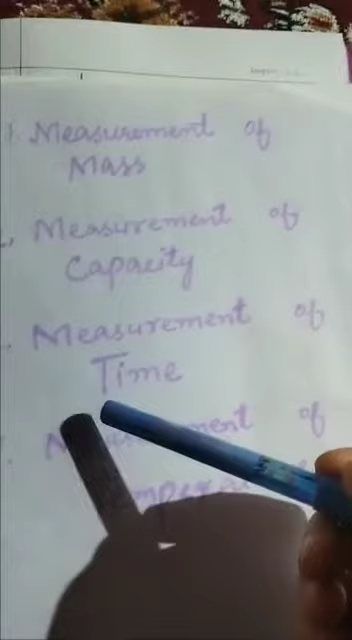 1. Measurement of
Mass
Measurement of
Capacity
Measurement of
Time
of